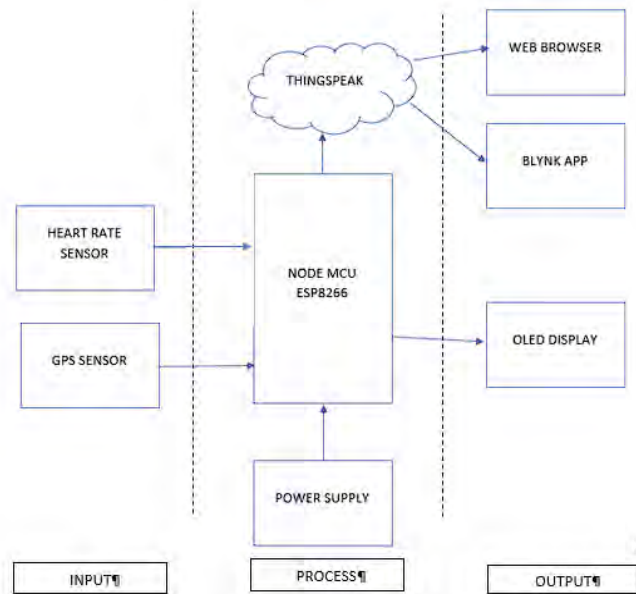 WEB BROWSER
THINGSPEAK
BLYNK APP
HEART RATE
SENSOR
NODE MCU
ESP8266
OLED DISPLAY
GPS SENSOR
POWER SUPPLY
INPUT¶
PROCESS¶
OUTPUT¶